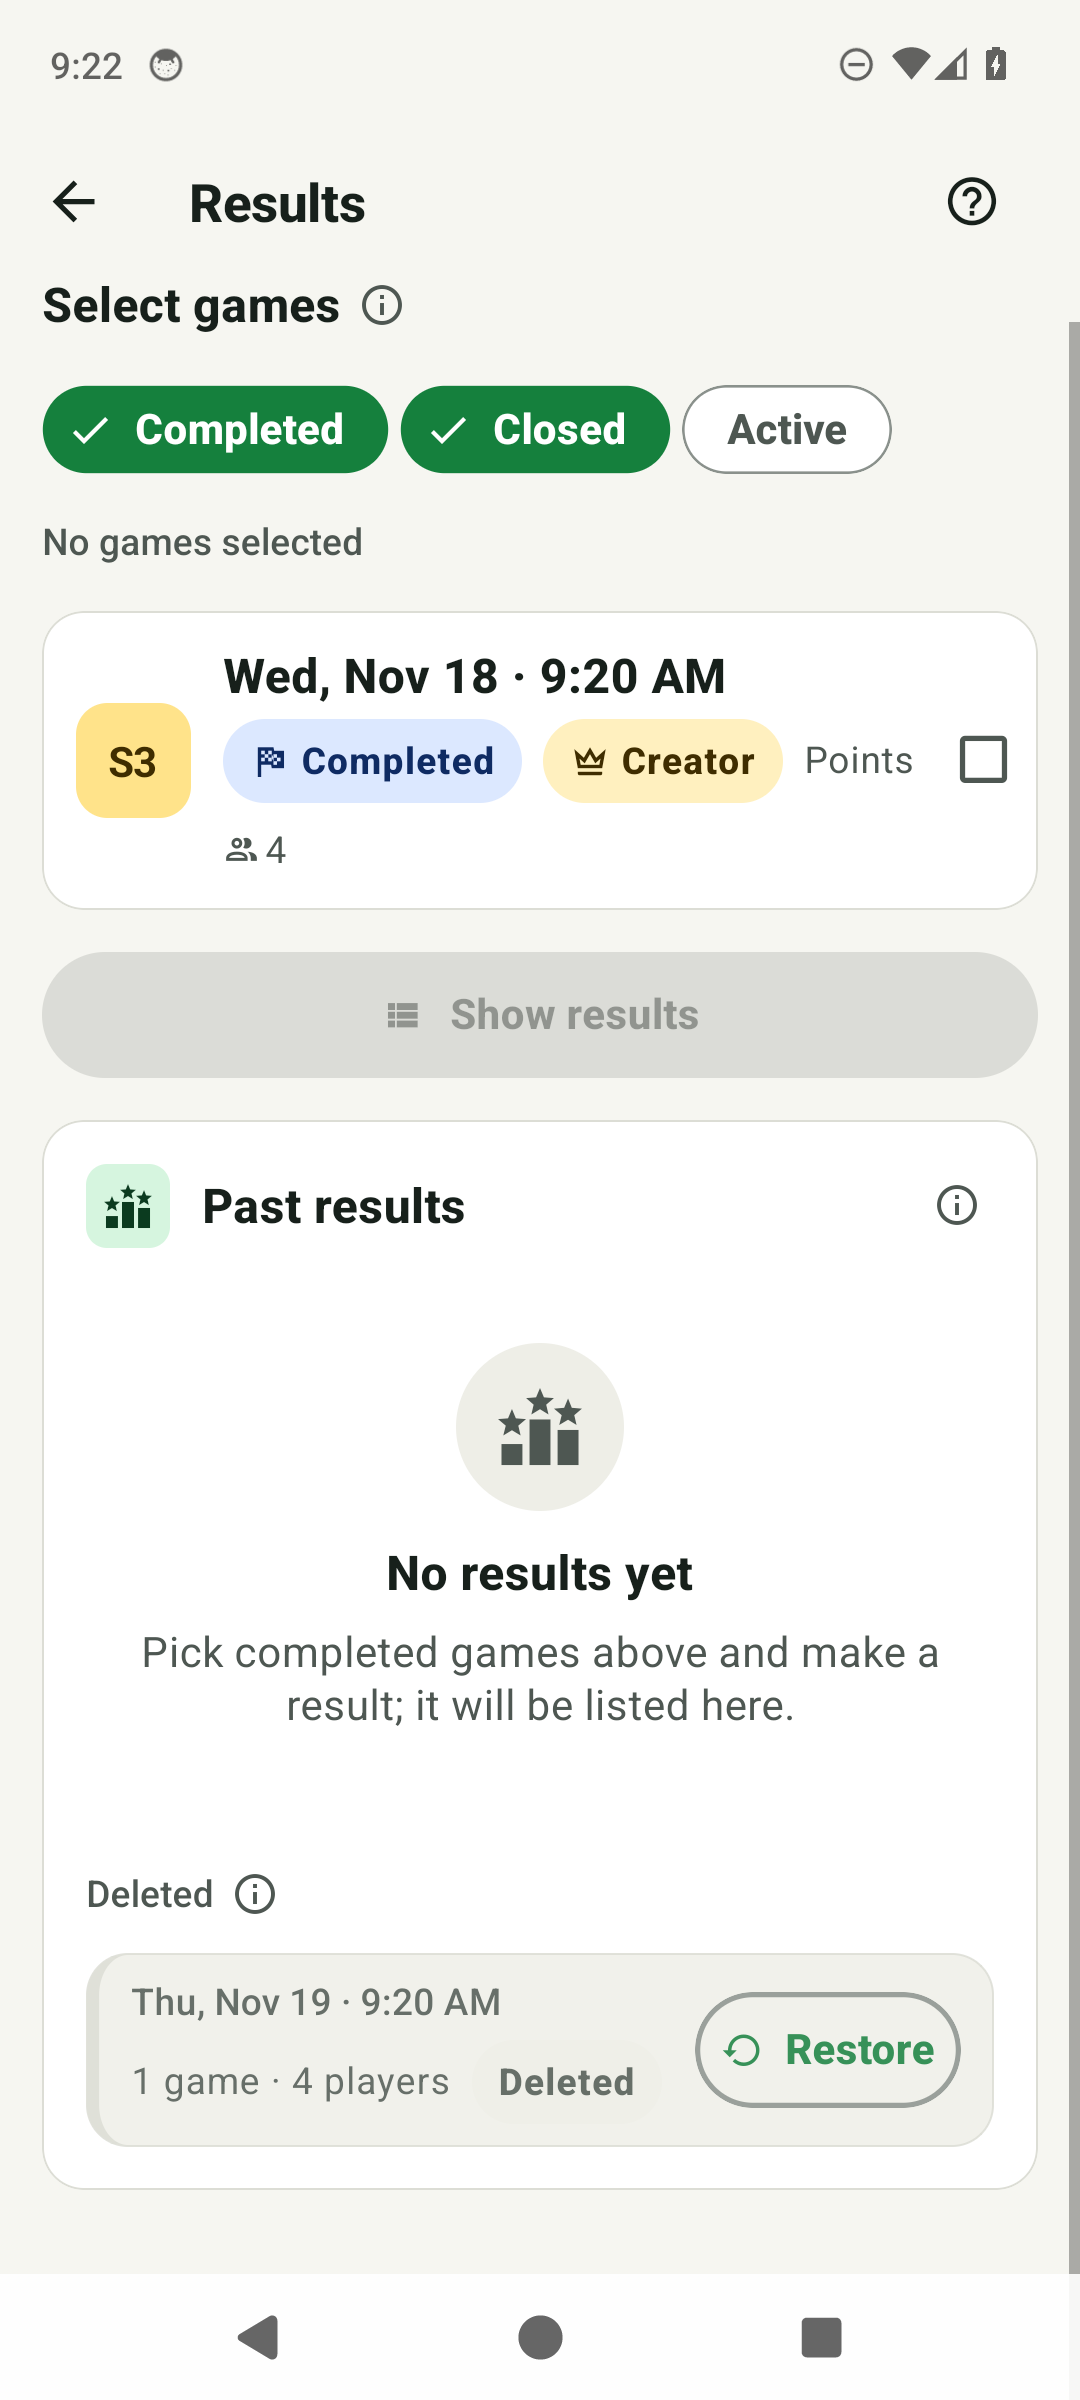 9:22
Results
Select games
Completed
Closed
Active
No games selected
Wed, Nov 18 · 9:20 AM
S3
Completed
Creator
Points
4
Show results
Past results
No results yet
Pick completed games above and make a
result; it will be listed here.
Deleted
Thu, Nov 19 · 9:20 AM
1 game · 4 players
Deleted
Restore